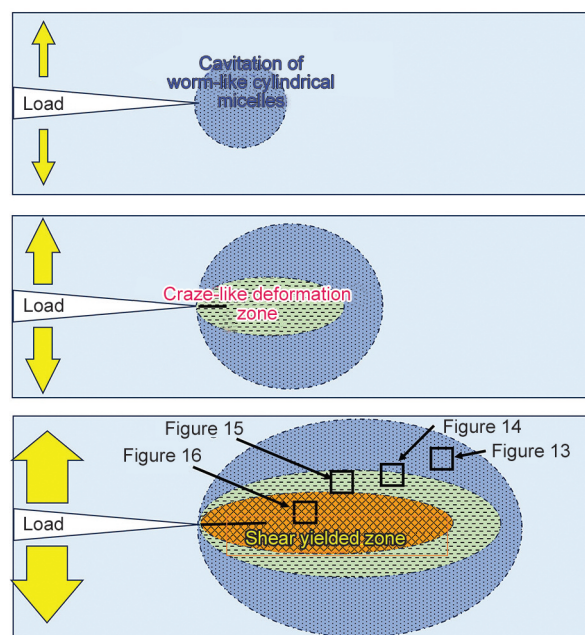 Cavitation of
worm-like cylindrical
micelles
Load
Craze-like deformation
zone
Load
Figure 15
Figure 14
Figure 16
Figure 13
Load
Shear yielded zone